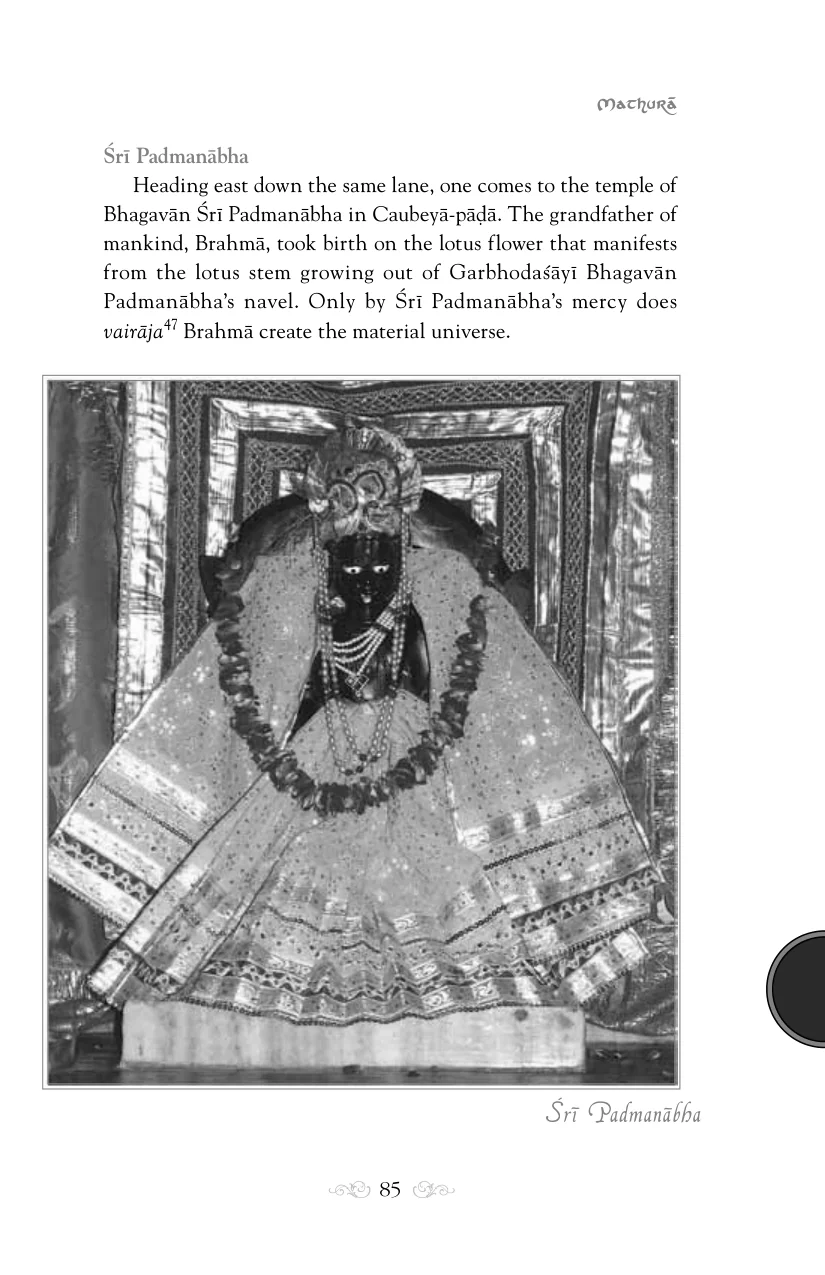 Mathurā
Śrī Padmanābha
Heading east down the same lane, one comes to the temple of
Bhagavān Śrī Padmanābha in Caubeyā-pāḍā. The grandfather of
mankind, Brahmā, took birth on the lotus flower that manifests
from the lotus stem growing out of Garbhodaśāyī Bhagavān
Padmanābha’s navel. Only by Śrī Padmanābha’s mercy does
vairāja47 Brahmā create the material universe.
Śrī Padmanābha
85